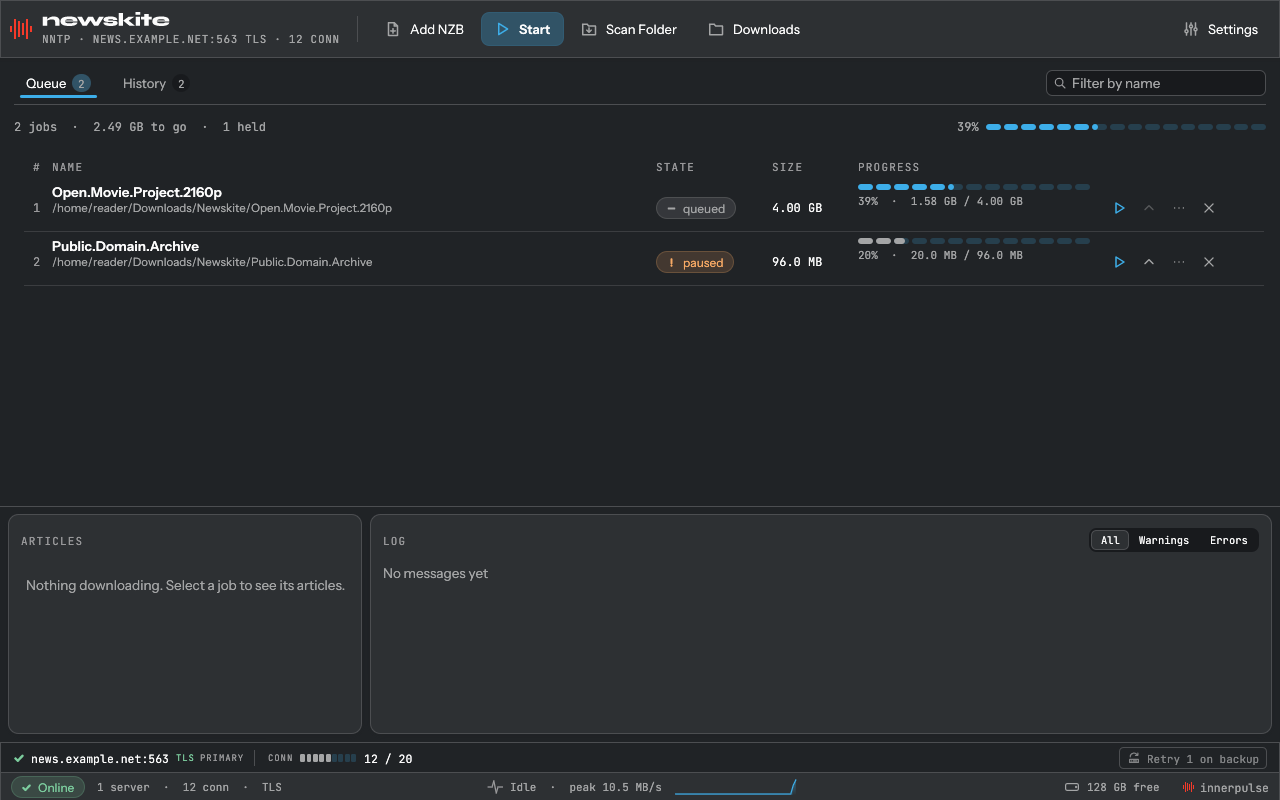 newskite
NNTP · NEWS.EXAMPLE.NET:563 TLS · 12 CONN
Add NZB
Start
Scan Folder
Downloads
Settings
Queue 2
History 2
Filter by name
2 jobs · 2.49 GB to go · 1 held
39%
# NAME STATE SIZE PROGRESS
Open.Movie.Project.2160p
1 /home/reader/Downloads/Newskite/Open.Movie.Project.2160p
– queued
4.00 GB
39% · 1.58 GB / 4.00 GB
Public.Domain.Archive
2 /home/reader/Downloads/Newskite/Public.Domain.Archive
! paused
96.0 MB
20% · 20.0 MB / 96.0 MB
ARTICLES
Nothing downloading. Select a job to see its articles.
LOG
All Warnings Errors
No messages yet
news.example.net:563 TLS PRIMARY CONN 12 / 20
Retry 1 on backup
Online 1 server · 12 conn · TLS
Idle · peak 10.5 MB/s
128 GB free
innerpulse